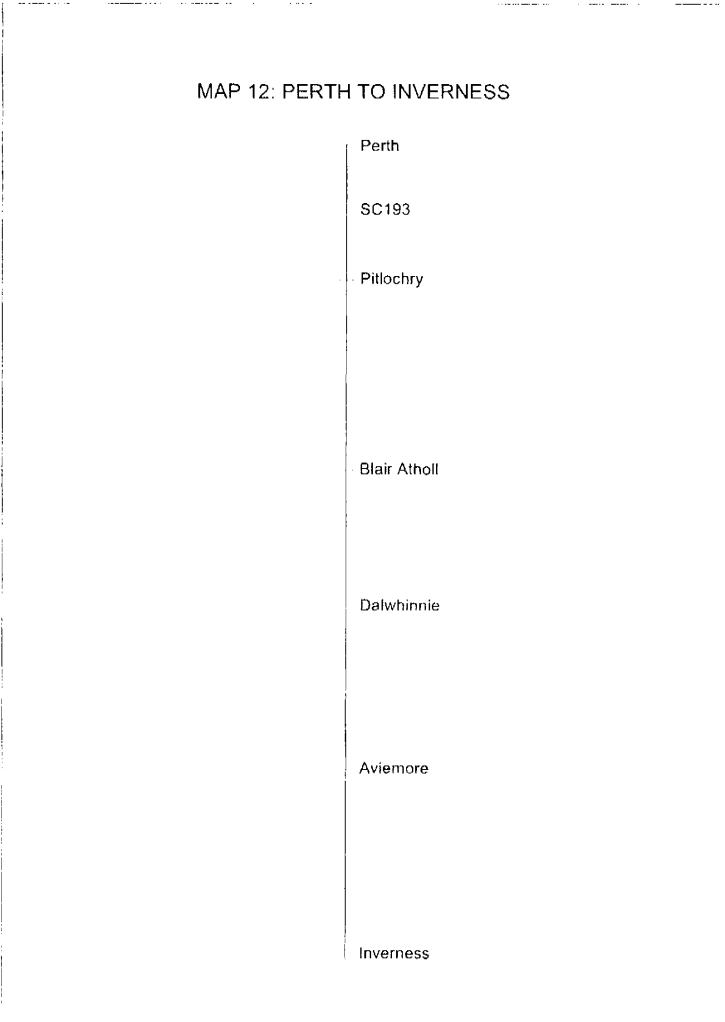 MAP 12: PERTH TO INVERNESS
Perth
SC193
Pitlochry
Blair Atholl
Dalwhinnie
Aviemore
Inverness